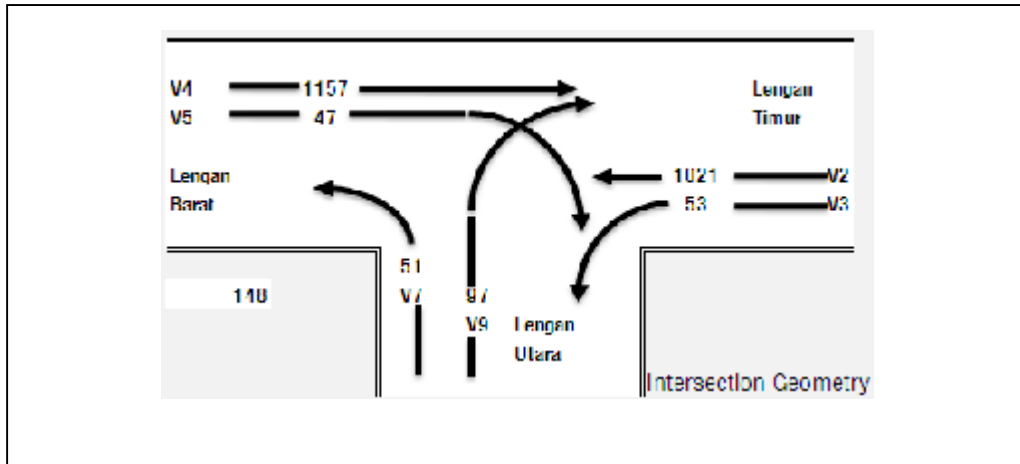 V4 1157
V5 47
Lengan
Timur
Lengan
Barat
1021 V2
53 V3
51
V7
97
V9
148
Lengan
Utara
Intersection Geometry